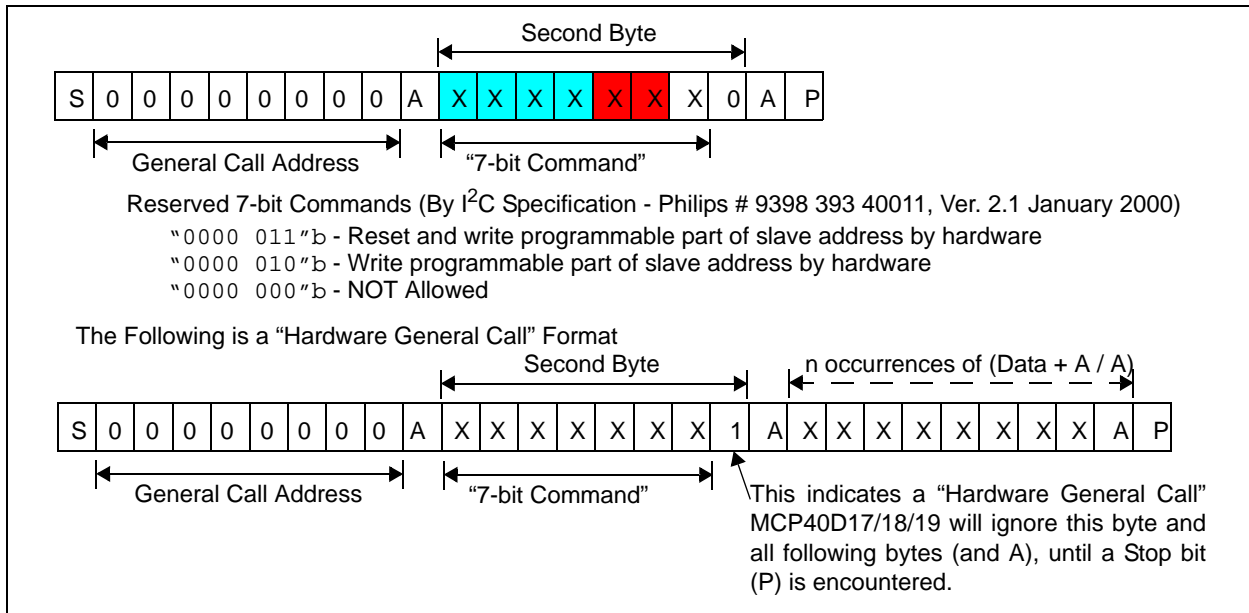 Second Byte
S 0 0 0 0 0 0 0 0 A X X X X X X X 0 A P
General Call Address “7-bit Command”
Reserved 7-bit Commands (By I2C Specification - Philips # 9398 393 40011, Ver. 2.1 January 2000)
“0000 011”b - Reset and write programmable part of slave address by hardware
“0000 010”b - Write programmable part of slave address by hardware
“0000 000”b - NOT Allowed
The Following is a “Hardware General Call” Format
Second Byte n occurrences of (Data + A / A)
S 0 0 0 0 0 0 0 0 A X X X X X X X 1 A X X X X X X X X A P
General Call Address “7-bit Command”
This indicates a “Hardware General Call”
MCP40D17/18/19 will ignore this byte and
all following bytes (and A), until a Stop bit
(P) is encountered.